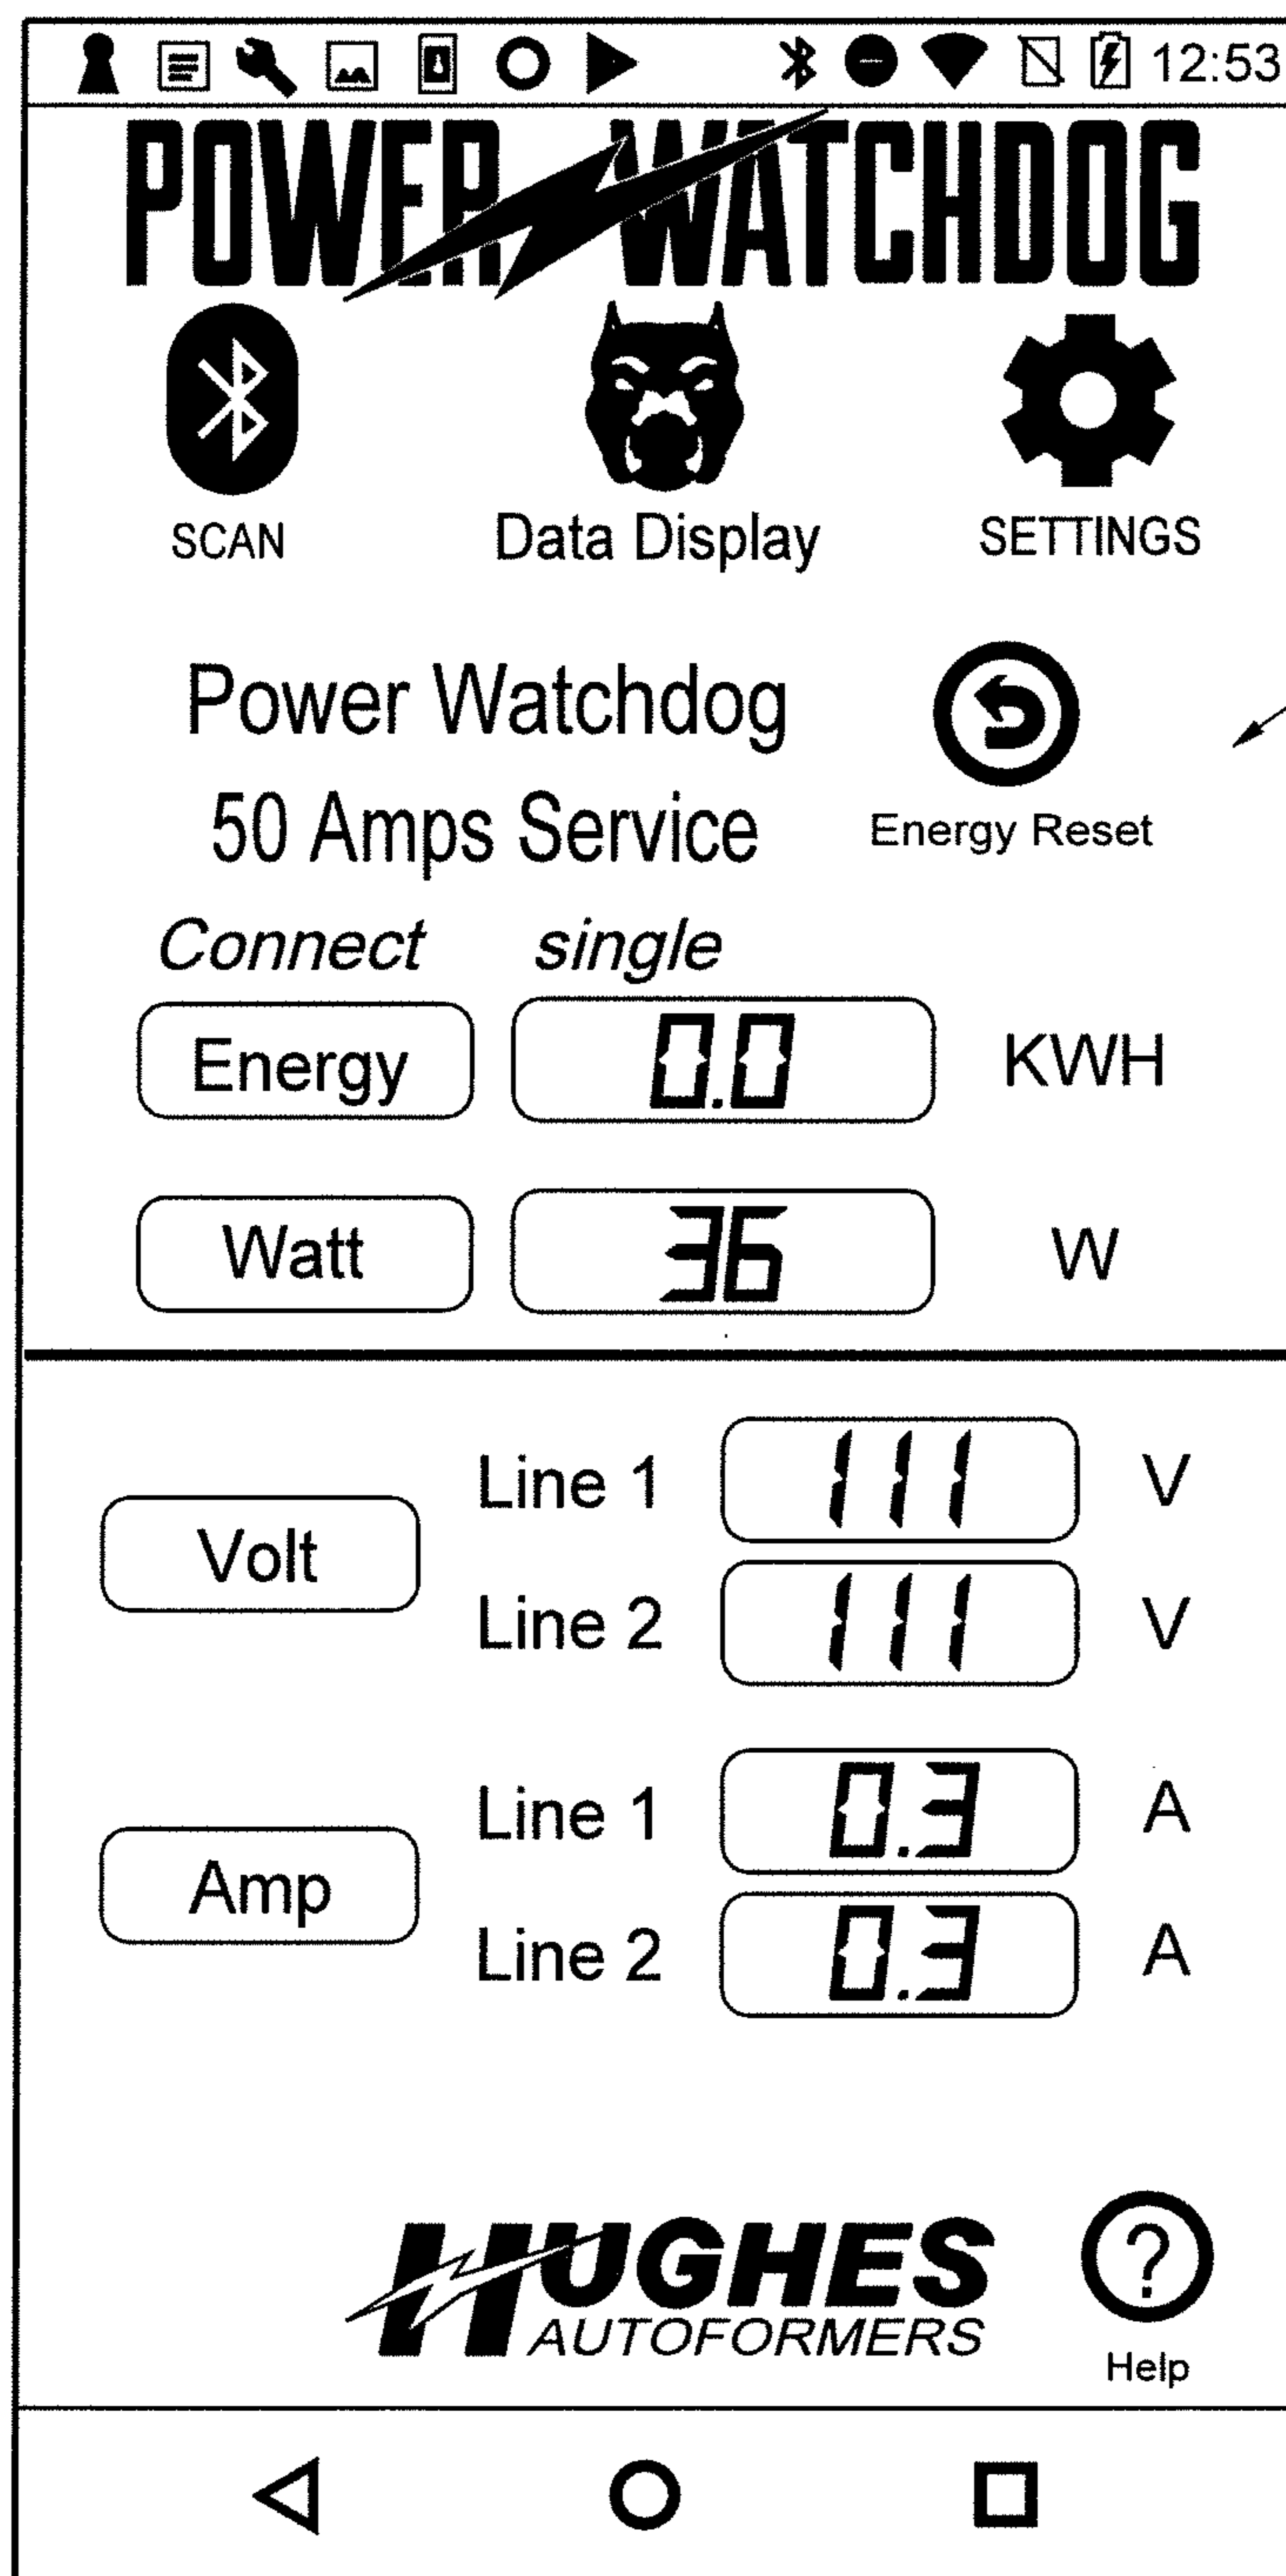 12:53
POWER WATCHDOG
SCAN Data Display SETTINGS
Power Watchdog
50 Amps Service
Energy Reset
Connect single
Energy 0.0 KWH
Watt 36 W
Volt
Line 1 111 V
Line 2 111 V
Amp
Line 1 0.3 A
Line 2 0.3 A
HUGHES
AUTOFORMERS
?
Help